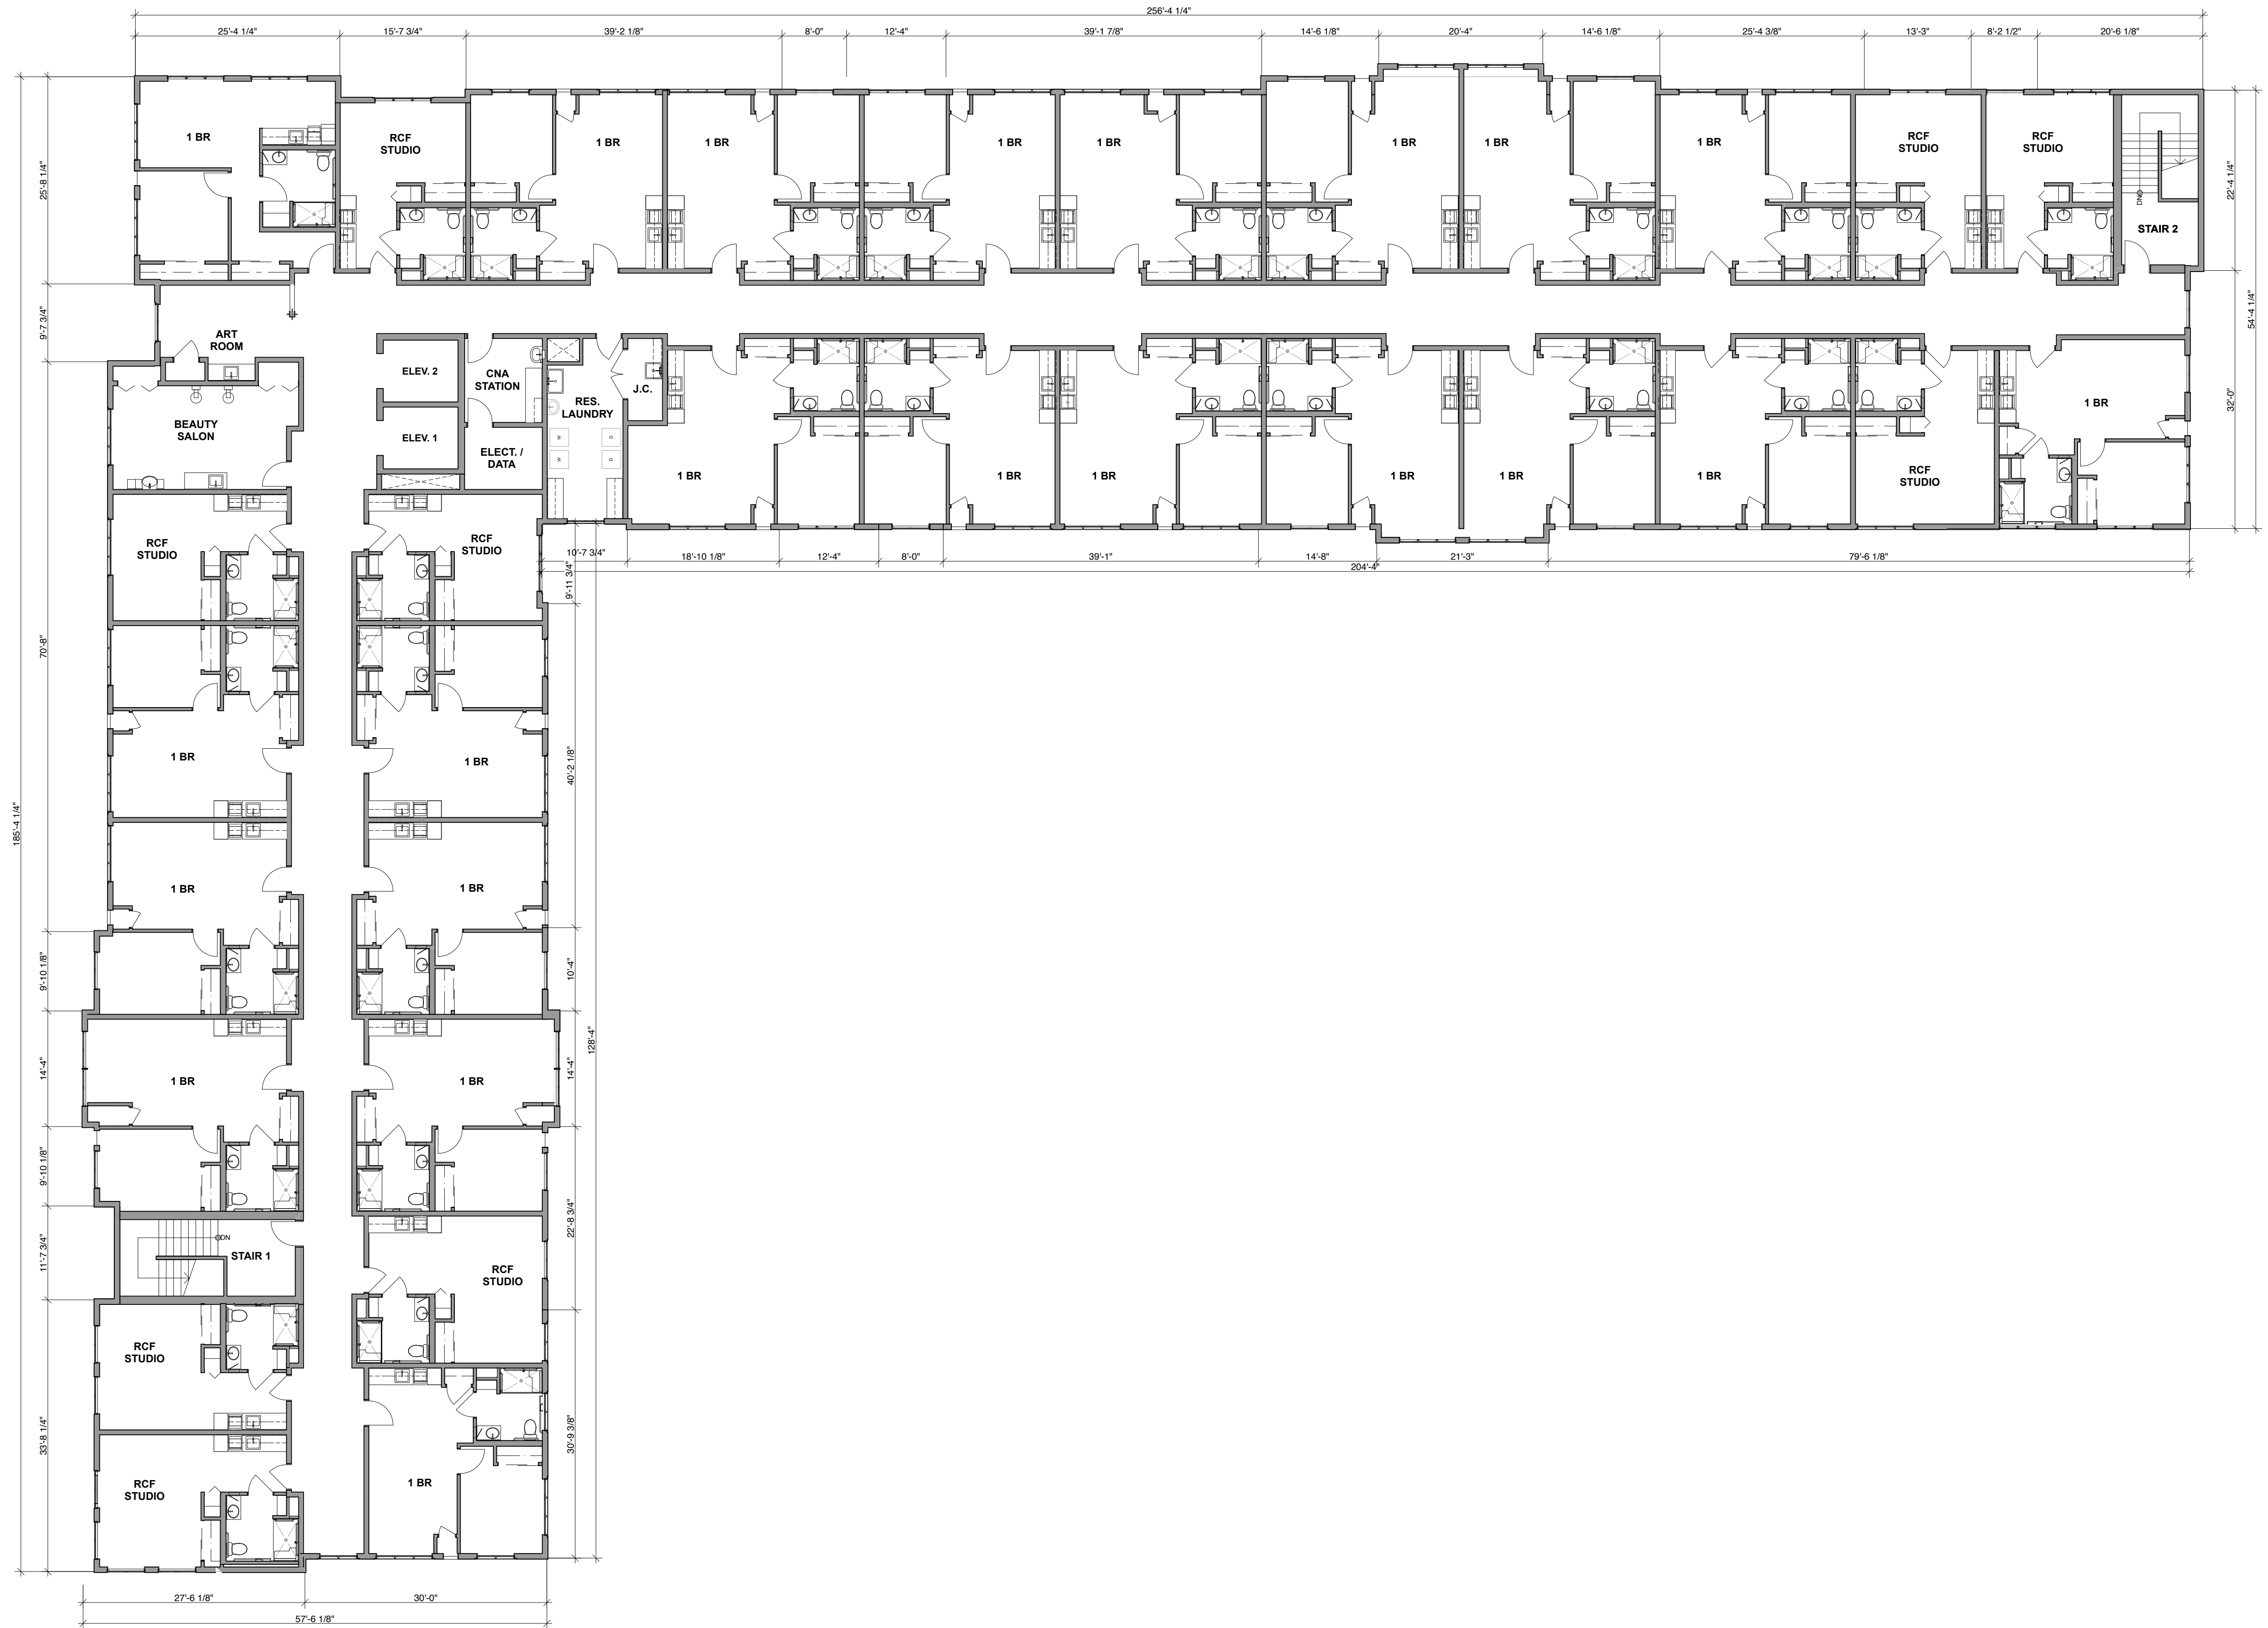 256'-4 1/4"
25'-4 1/4"
15'-7 3/4"
39'-2 1/8"
8'-0"
12'-4"
39'-1 7/8"
14'-6 1/8"
20'-4"
14'-6 1/8"
25'-4 3/8"
13'-3"
8'-2 1/2"
20'-6 1/8"
1 BR
RCF
STUDIO
1 BR
1 BR
1 BR
1 BR
1 BR
1 BR
1 BR
RCF
STUDIO
RCF
STUDIO
25'-8 1/4"
22'-4 1/4"
DN
STAIR 2
9'-7 3/4"
54'-4 1/4"
ART
ROOM
ELEV. 2
CNA
STATION
RES.
LAUNDRY
J.C.
1 BR
32'-0"
BEAUTY
SALON
ELEV. 1
W
D
W
D
ELECT. /
DATA
1 BR
1 BR
1 BR
1 BR
1 BR
1 BR
RCF
STUDIO
RCF
STUDIO
RCF
STUDIO
10'-7 3/4"
18'-10 1/8"
12'-4"
8'-0"
39'-1"
14'-8"
21'-3"
79'-6 1/8"
204'-4"
9'-11 3/4"
70'-8"
1 BR
1 BR
40'-2 1/8"
185'-4 1/4"
1 BR
1 BR
9'-10 1/8"
10'-4"
128'-4"
14'-4"
1 BR
1 BR
14'-4"
9'-10 1/8"
22'-8 3/4"
11'-7 3/4"
DN
STAIR 1
RCF
STUDIO
RCF
STUDIO
33'-8 1/4"
30'-9 3/8"
RCF
STUDIO
1 BR
27'-6 1/8"
30'-0"
57'-6 1/8"